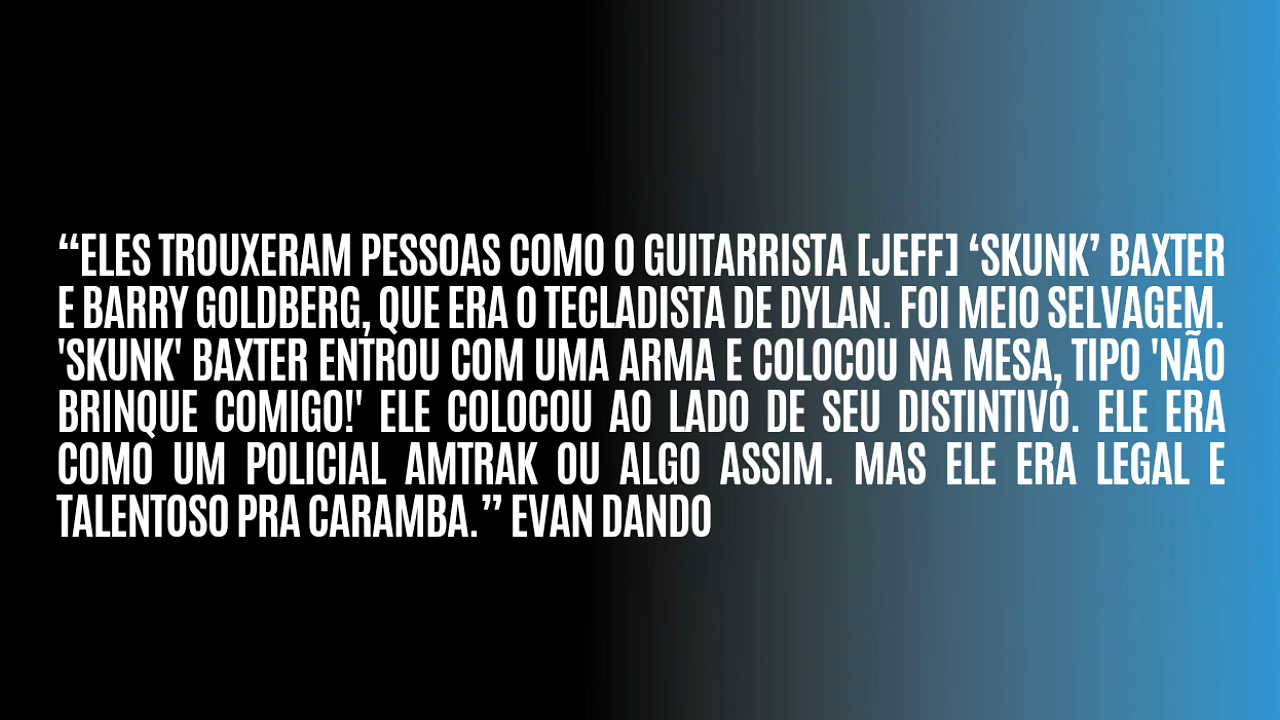 “ELES TROUXERAM PESSOAS COMO O GUITARRISTA [JEFF] ‘SKUNK’ BAXTER
E BARRY GOLDBERG, QUE ERA O TECLADISTA DE DYLAN. FOI MEIO SELVAGEM.
'SKUNK' BAXTER ENTROU COM UMA ARMA E COLOCOU NA MESA, TIPO 'NÃO
BRINQUE COMIGO!' ELE COLOCOU AO LADO DE SEU DISTINTIVO. ELE ERA
COMO UM POLICIAL AMTRAK OU ALGO ASSIM. MAS ELE ERA LEGAL E
TALENTOSO PRA CARAMBA.” EVAN DANDO